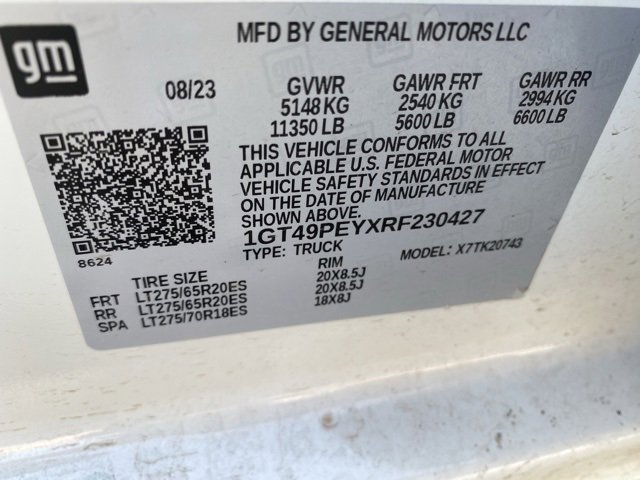 gm
MFD BY GENERAL MOTORS LLC
08/23 GVWR GAWR FRT GAWR RR
5148 KG 2540 KG 2994 KG
11350 LB 5600 LB 6600 LB
THIS VEHICLE CONFORMS TO ALL
APPLICABLE U.S. FEDERAL MOTOR
VEHICLE SAFETY STANDARDS IN EFFECT
ON THE DATE OF MANUFACTURE
SHOWN ABOVE.
1GT49PEYXRF230427
8624
TYPE: TRUCK MODEL: X7TK20743
TIRE SIZE RIM
FRT LT275/65R20ES 20X8.5J
RR LT275/65R20ES 20X8.5J
SPA LT275/70R18ES 18X8J